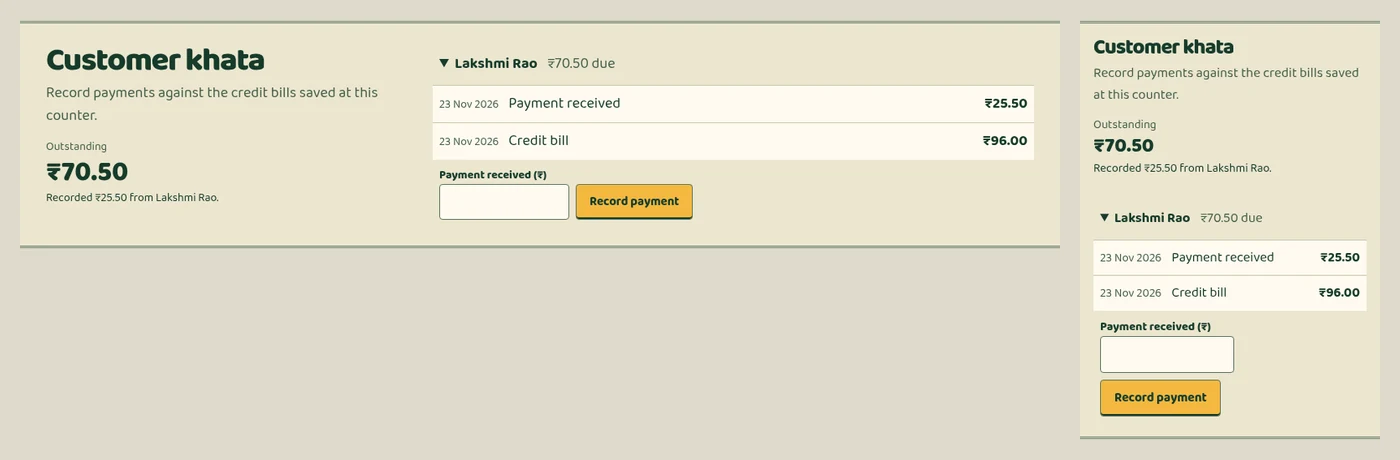 Customer khata
Record payments against the credit bills saved at this
counter.
Outstanding
₹70.50
Recorded ₹25.50 from Lakshmi Rao.
▼ Lakshmi Rao ₹70.50 due
23 Nov 2026 Payment received ₹25.50
23 Nov 2026 Credit bill ₹96.00
Payment received (₹)
Record payment
Customer khata
Record payments against the credit bills saved
at this counter.
Outstanding
₹70.50
Recorded ₹25.50 from Lakshmi Rao.
▼ Lakshmi Rao ₹70.50 due
23 Nov 2026 Payment received ₹25.50
23 Nov 2026 Credit bill ₹96.00
Payment received (₹)
Record payment